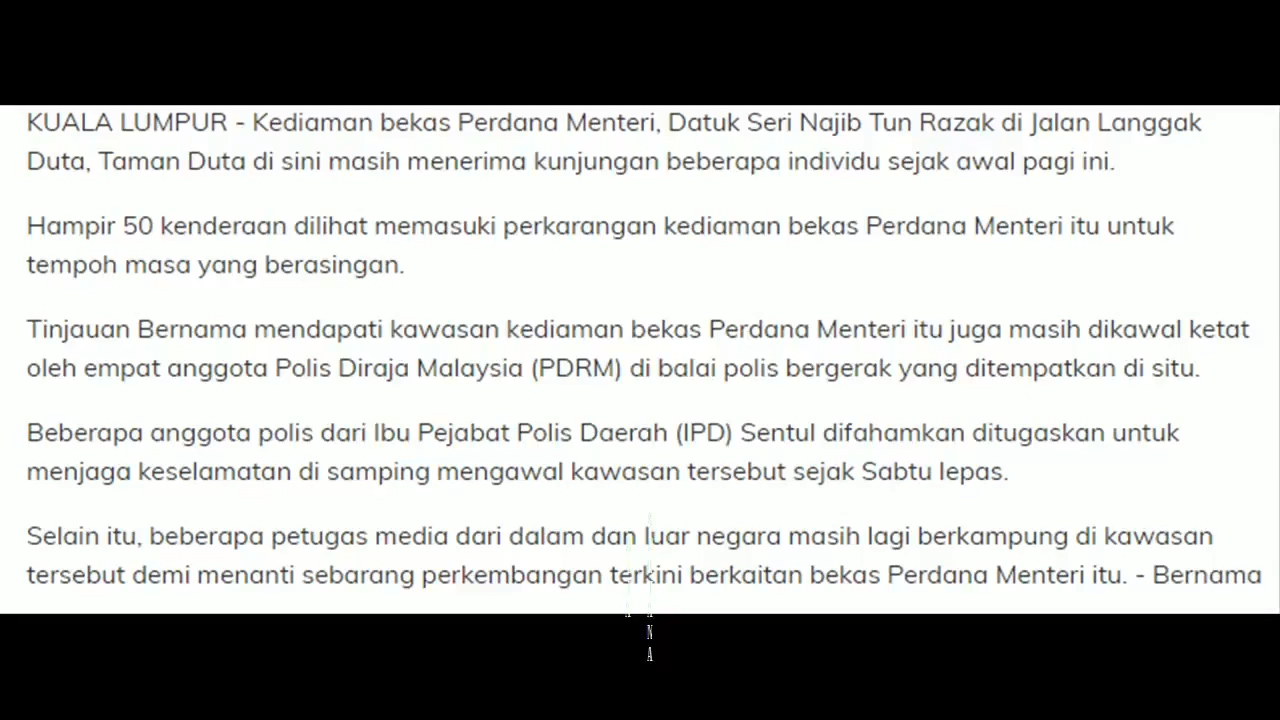 KUALA LUMPUR - Kediaman bekas Perdana Menteri, Datuk Seri Najib Tun Razak di Jalan Langgak
Duta, Taman Duta di sini masih menerima kunjungan beberapa individu sejak awal pagi ini.
Hampir 50 kenderaan dilihat memasuki perkarangan kediaman bekas Perdana Menteri itu untuk
tempoh masa yang berasingan.
Tinjauan Bernama mendapati kawasan kediaman bekas Perdana Menteri itu juga masih dikawal ketat
oleh empat anggota Polis Diraja Malaysia (PDRM) di balai polis bergerak yang ditempatkan di situ.
Beberapa anggota polis dari Ibu Pejabat Polis Daerah (IPD) Sentul difahamkan ditugaskan untuk
menjaga keselamatan di samping mengawal kawasan tersebut sejak Sabtu lepas.
Selain itu, beberapa petugas media dari dalam dan luar negara masih lagi berkampung di kawasan
tersebut demi menanti sebarang perkembangan terkini berkaitan bekas Perdana Menteri itu. - Bernama
N
A